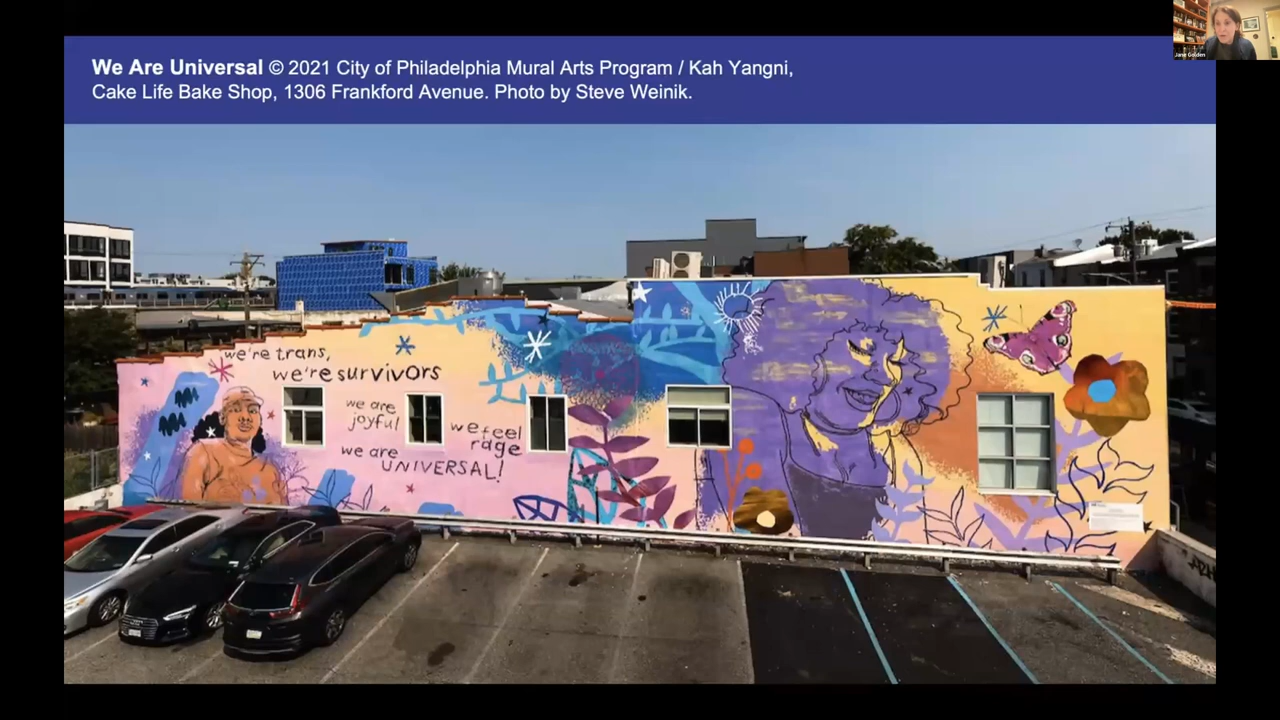 We Are Universal © 2021 City of Philadelphia Mural Arts Program / Kah Yangni,
Cake Life Bake Shop, 1306 Frankford Avenue. Photo by Steve Weinik.
Jane Golden
we're trans,
we're survivors
we are
joyful
we feel
rage
we are
UNIVERSAL!